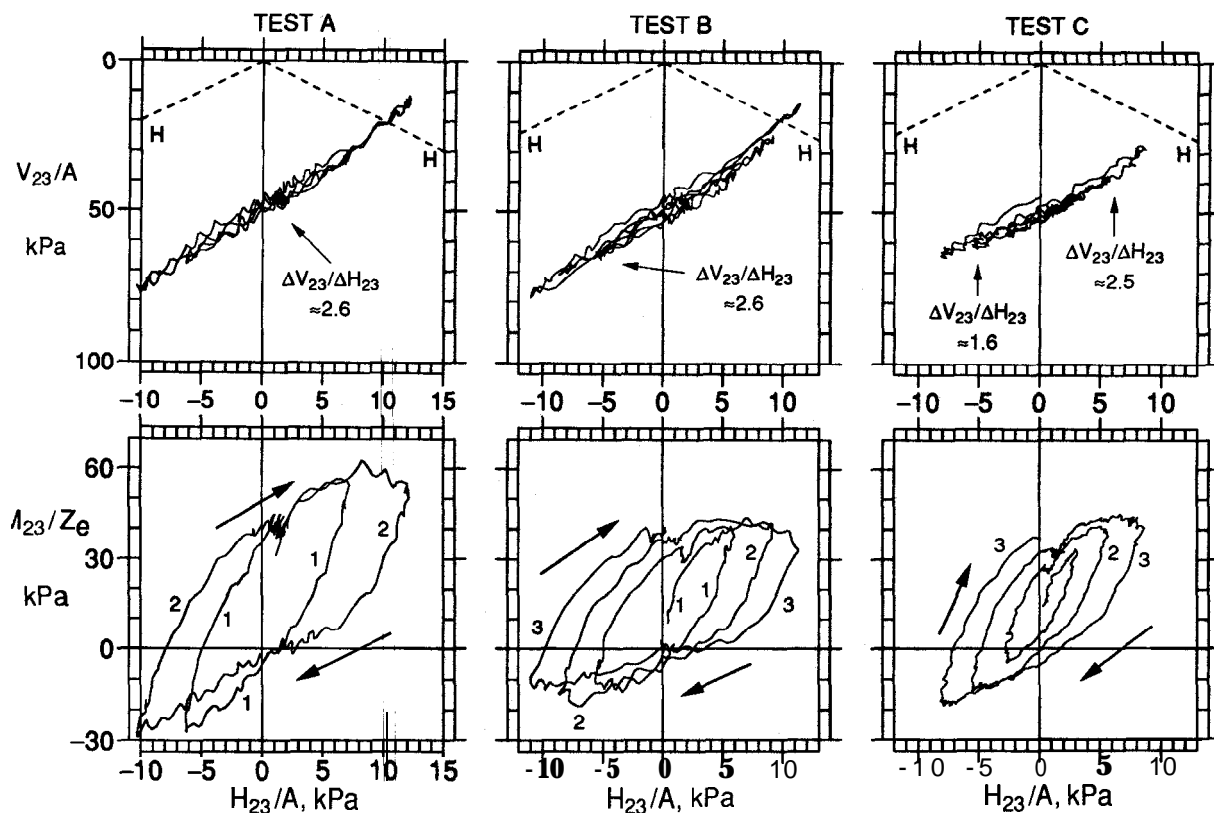 TEST A
TEST B
TEST C
0
50
100
V23/A
kPa
H
H
ΔV23/ΔH23
≈2.6
H
H
ΔV23/ΔH23
≈2.6
H
H
ΔV23/ΔH23
≈2.5
ΔV23/ΔH23
≈1.6
-10 -5 0 5 10 15
-10 -5 0 5 10
-10 -5 0 5 10
60
30
0
-30
M23/Ze
kPa
2
1
1
2
1
3
1
1
2
3
2
3
2
3
-10 -5 0 5 10 15
-10 -5 0 5 10
-10 -5 0 5 10
H23/A, kPa
H23/A, kPa
H23/A, kPa